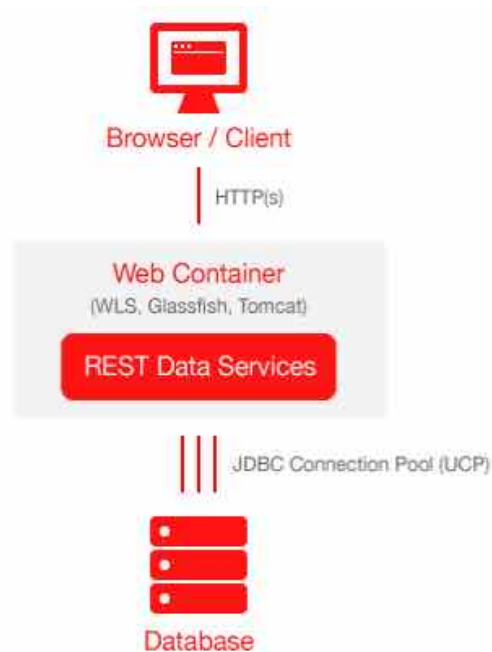 Browser / Client
HTTP(s)
Web Container
(WLS, Glassfish, Tomcat)
REST Data Services
JDBC Connection Pool (UCP)
Database